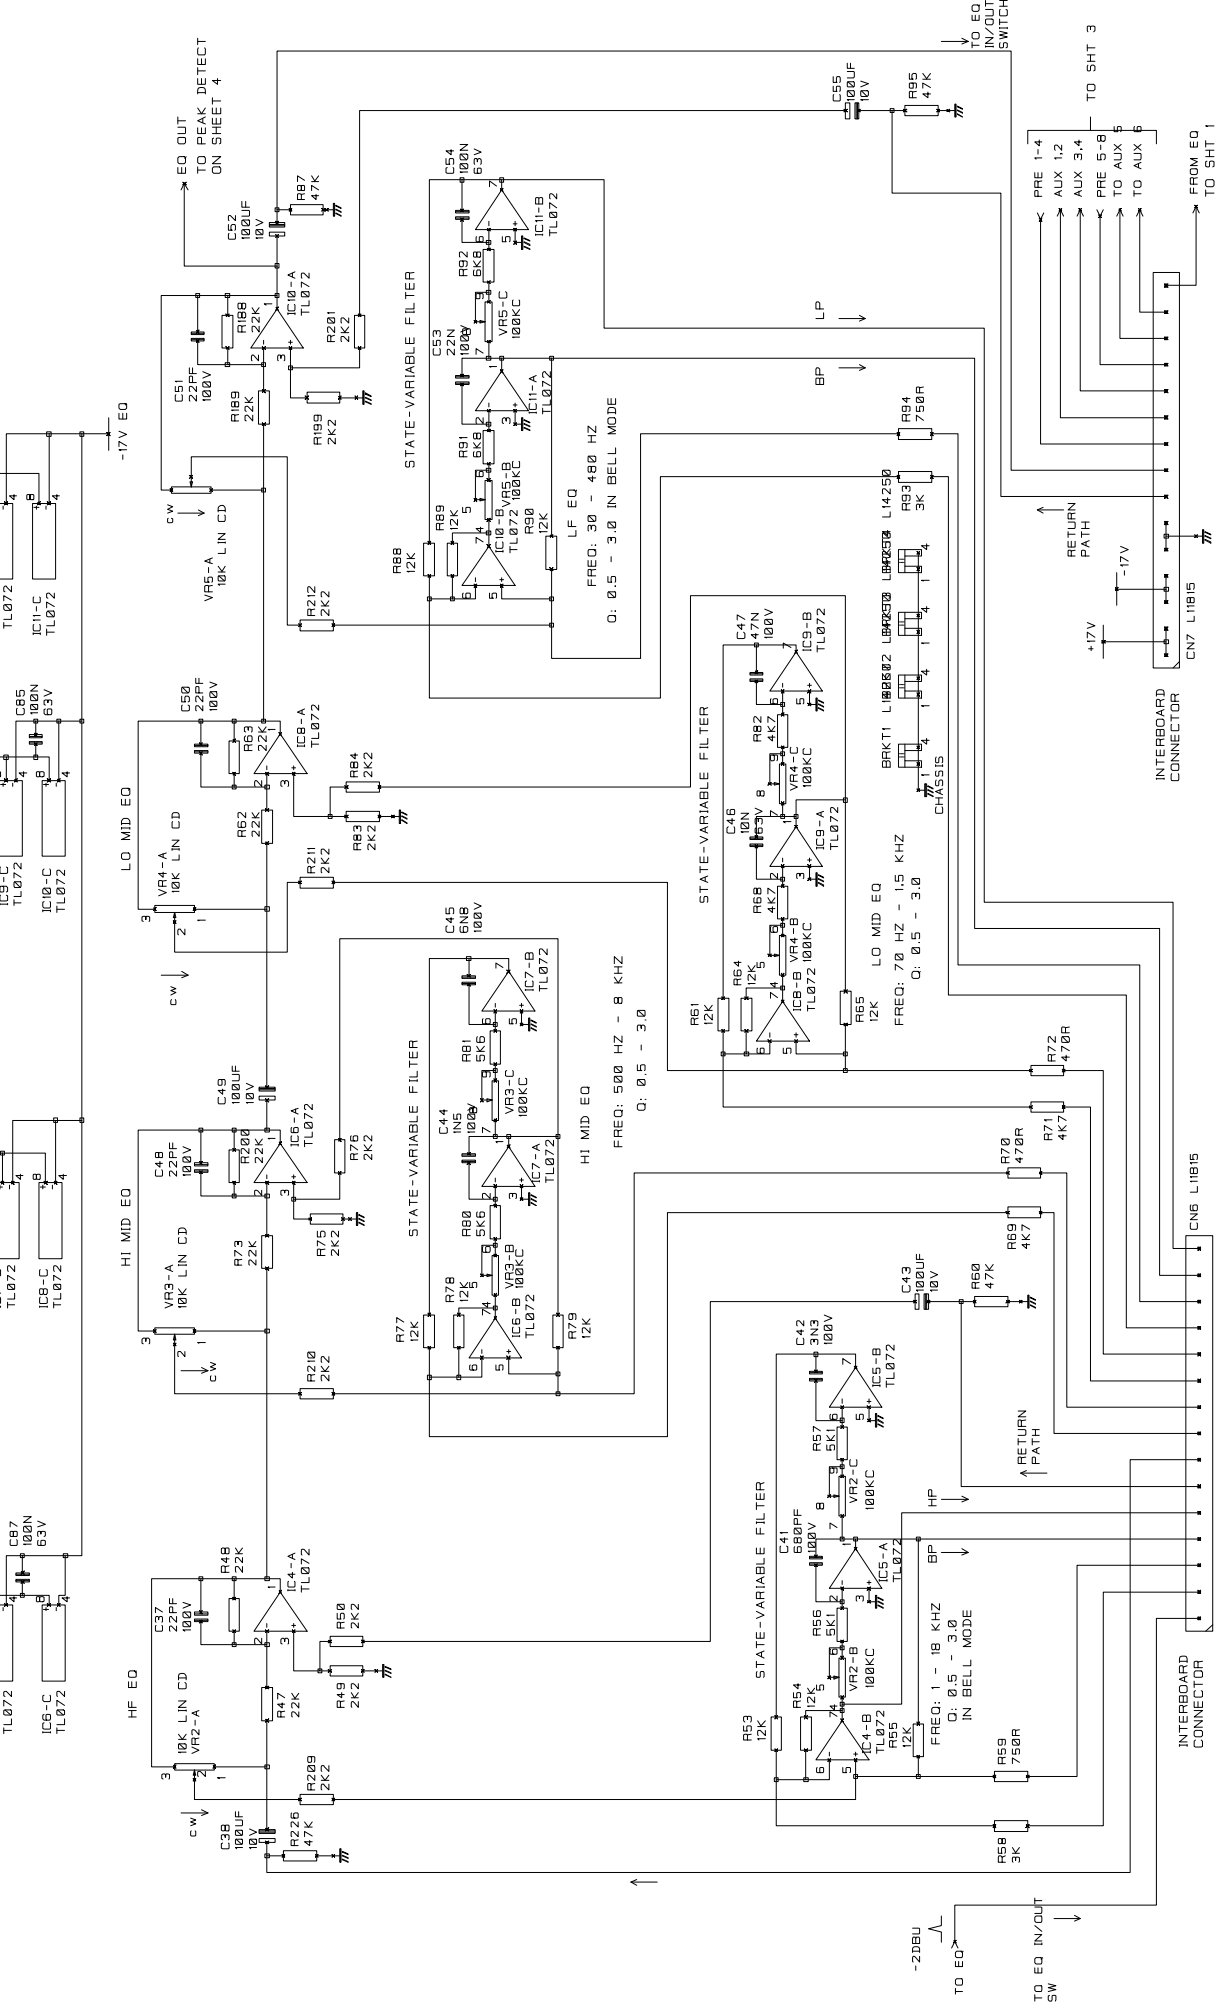 TO EQ
IN/OUT
SWITCH
EQ OUT
TO PEAK DETECT
ON SHEET 4
C55
100UF
10V
R95
47K
TO SHT 3
PRE 1-4
AUX 1,2
AUX 3,4
PRE 5-8
TO AUX 5
TO AUX 6
FROM EQ
TO SHT 1
C52
100UF
10V
R87
47K
C54
100N
63V
IC11-B
TL072
R92
6K8
VR5-C
100KC
C53
22N
100V
IC11-A
TL072
R91
6K8
VR5-B
100KC
IC10-B
TL072
R89
12K
R88
12K
R90
12K
STATE-VARIABLE FILTER
LF EQ
FREQ: 30 - 480 HZ
Q: 0.5 - 3.0 IN BELL MODE
IC10-A
TL072
R188
22K
C51
22PF
100V
R189
22K
R201
2K2
R199
2K2
LP
BP
R94
750R
R93
3K
L14250
-17V EQ
CW
VR5-A
10K LIN CD
R212
2K2
TL072
IC11-C
TL072
C85
100N
63V
IC9-C
TL072
IC10-C
TL072
RETURN
PATH
-17V
+17V
CN7 L11815
INTERBOARD
CONNECTOR
BRKT1
CHASSIS
C50
22PF
100V
R63
22K
IC8-A
TL072
R62
22K
R84
2K2
R83
2K2
LO MID EQ
VR4-A
10K LIN CD
R211
2K2
CW
STATE-VARIABLE FILTER
C47
47N
100V
IC9-B
TL072
R82
4K7
VR4-C
100KC
C46
10N
63V
IC9-A
TL072
R68
4K7
VR4-B
100KC
IC8-B
TL072
R64
12K
R61
12K
R65
12K
LO MID EQ
FREQ: 70 HZ - 1.5 KHZ
Q: 0.5 - 3.0
C49
100UF
10V
C48
22PF
100V
R200
22K
IC6-A
TL072
R73
22K
R76
2K2
R75
2K2
HI MID EQ
VR3-A
10K LIN CD
CW
R210
2K2
C45
6N8
100V
IC7-B
TL072
R81
5K6
VR3-C
100KC
C44
1N5
100V
IC7-A
TL072
R80
5K6
VR3-B
100KC
IC6-B
TL072
R78
12K
R77
12K
R79
12K
STATE-VARIABLE FILTER
HI MID EQ
FREQ: 500 HZ - 8 KHZ
Q: 0.5 - 3.0
R72
470R
R71
4K7
R70
470R
R69
4K7
CN6 L11815
C43
100UF
10V
R60
47K
TL072
IC8-C
TL072
C87
100N
63V
TL072
IC6-C
TL072
HF EQ
10K LIN CD
VR2-A
CW
C37
22PF
100V
R48
22K
IC4-A
TL072
R47
22K
R50
2K2
R49
2K2
R209
2K2
C38
100UF
10V
R226
47K
STATE-VARIABLE FILTER
C42
3N3
100V
IC5-B
TL072
R57
5K1
VR2-C
100KC
C41
680PF
100V
IC5-A
TL072
R56
5K1
VR2-B
100KC
IC4-B
TL072
R54
12K
R53
12K
R55
12K
HP
BP
RETURN
PATH
FREQ: 1 - 18 KHZ
Q: 0.5 - 3.0
IN BELL MODE
R59
750R
R58
3K
INTERBOARD
CONNECTOR
-2DBU
TO EQ
TO EQ IN/OUT
SW